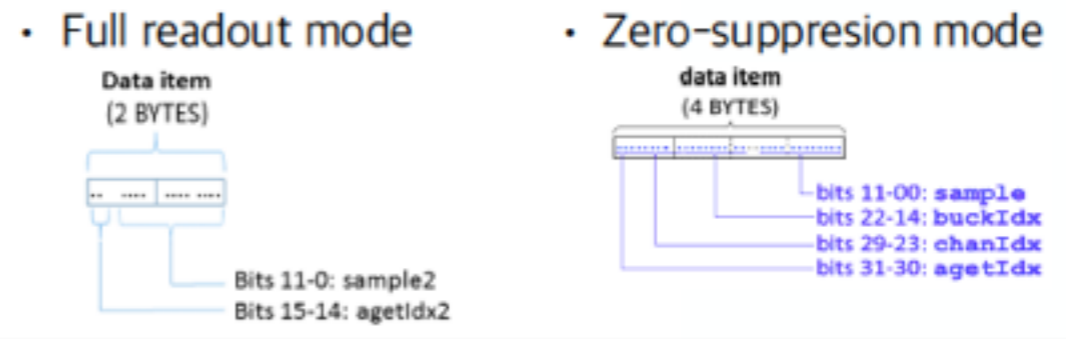 • Full readout mode
Data item
(2 BYTES)
Bits 11-0: sample2
Bits 15-14: agetIdx2
• Zero-suppresion mode
data item
(4 BYTES)
bits 11-00: sample
bits 22-14: buckIdx
bits 29-23: chanIdx
bits 31-30: agetIdx